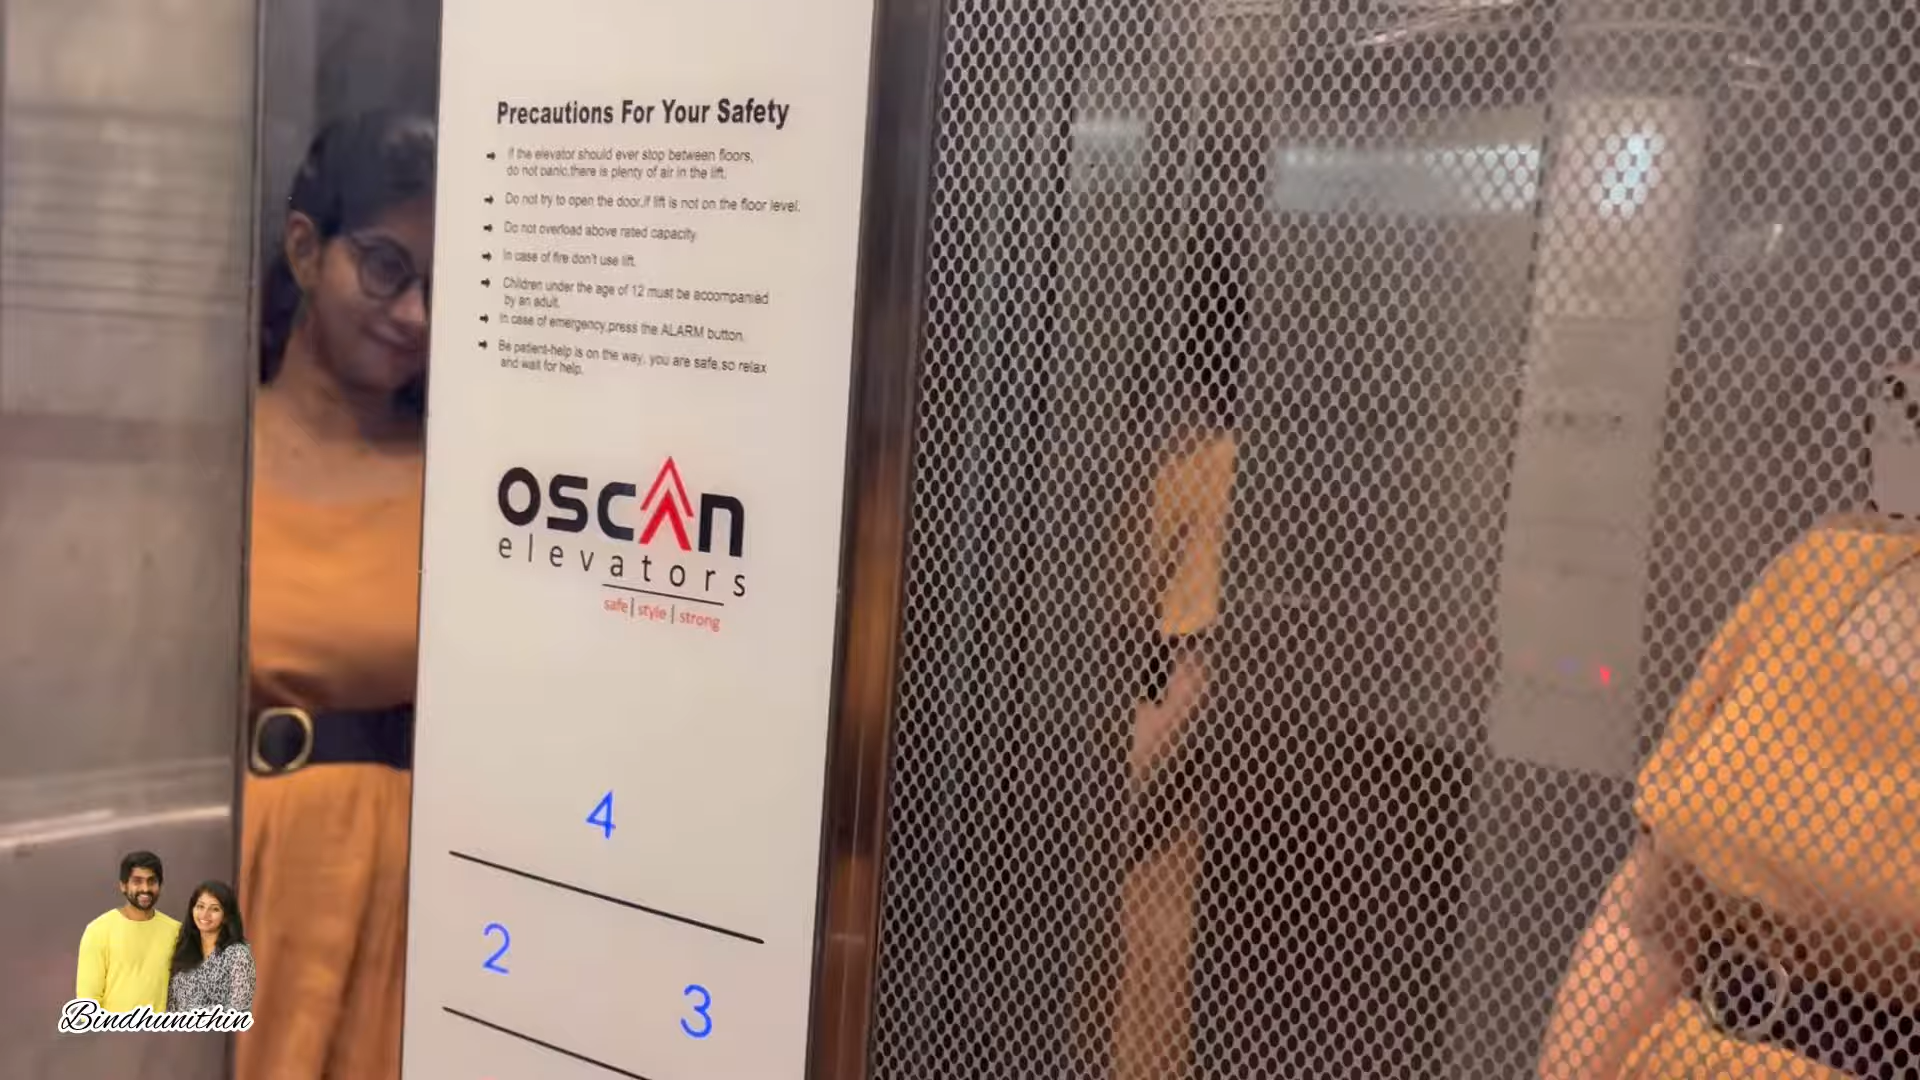 Precautions For Your Safety
If the elevator should ever stop between floors,
do not panic.there is plenty of air in the lift.
Do not try to open the door.if lift is not on the floor level.
Do not overload above rated capacity.
In case of fire don't use lift.
Children under the age of 12 must be accompanied
by an adult.
In case of emergency,press the ALARM button.
Be patient-help is on the way, you are safe,so relax
and wait for help.
OSCAN
elevators
safe | style | strong
4
2
3
Bindhunithin